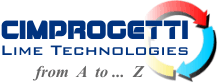 CIMPROGETTI
LIME TECHNOLOGIES
from A to ... Z